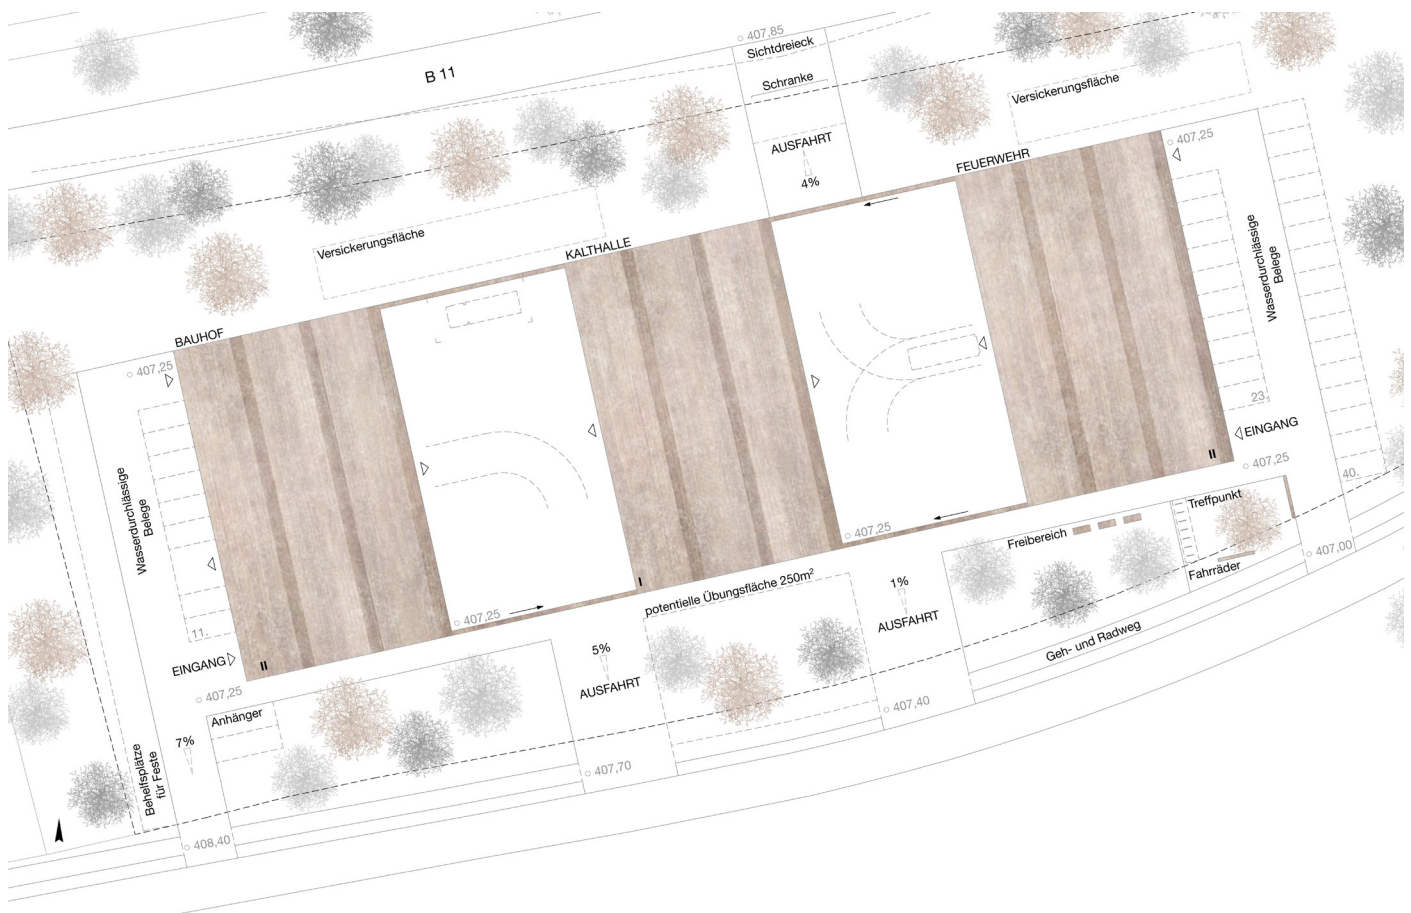 407,85
Sichtdreieck
B 11
Schranke
Versickerungsfläche
AUSFAHRT
4%
FEUERWEHR
407,25
Versickerungsfläche
KALTHALLE
BAUHOF
407,25
Wasserdurchlässige
Belege
Wasserdurchlässige
Belege
23.
EINGANG
II
407,25
40.
Treffpunkt
407,25
Freibereich
407,00
Fahrräder
I
potentielle Übungsfläche 250m²
1%
AUSFAHRT
Geh- und Radweg
407,25
11.
EINGANG
II
5%
AUSFAHRT
407,25
Anhänger
407,40
7%
Behelfsplätze
für Feste
407,70
408,40